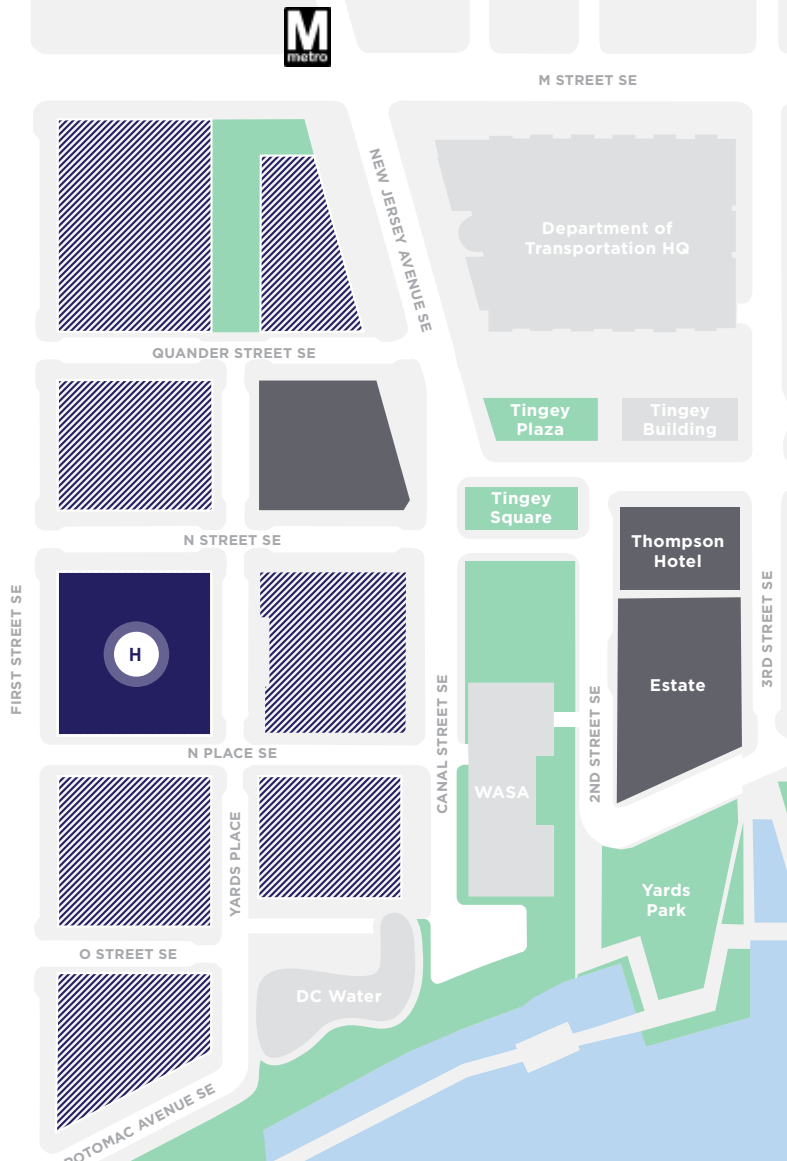 M
metro
M STREET SE
NEW JERSEY AVENUE SE
Department of
Transportation HQ
QUANDER STREET SE
Tingey
Plaza
Tingey
Building
Tingey
Square
N STREET SE
Thompson
Hotel
FIRST STREET SE
3RD STREET SE
H
Estate
N PLACE SE
CANAL STREET SE
2ND STREET SE
WASA
YARDS PLACE
Yards
Park
O STREET SE
DC Water
POTOMAC AVENUE SE